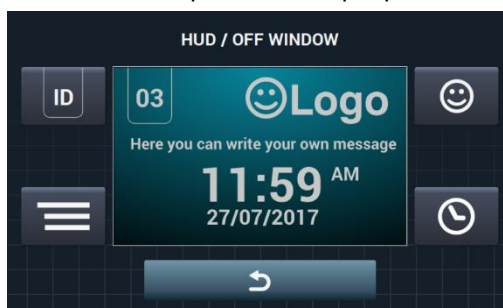 HUD / OFF WINDOW
ID
03
Logo
Here you can write your own message
11:59 AM
27/07/2017